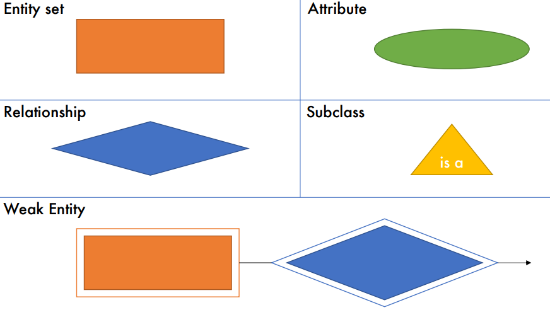 Entity set
Attribute
Relationship
Subclass
is a
Weak Entity